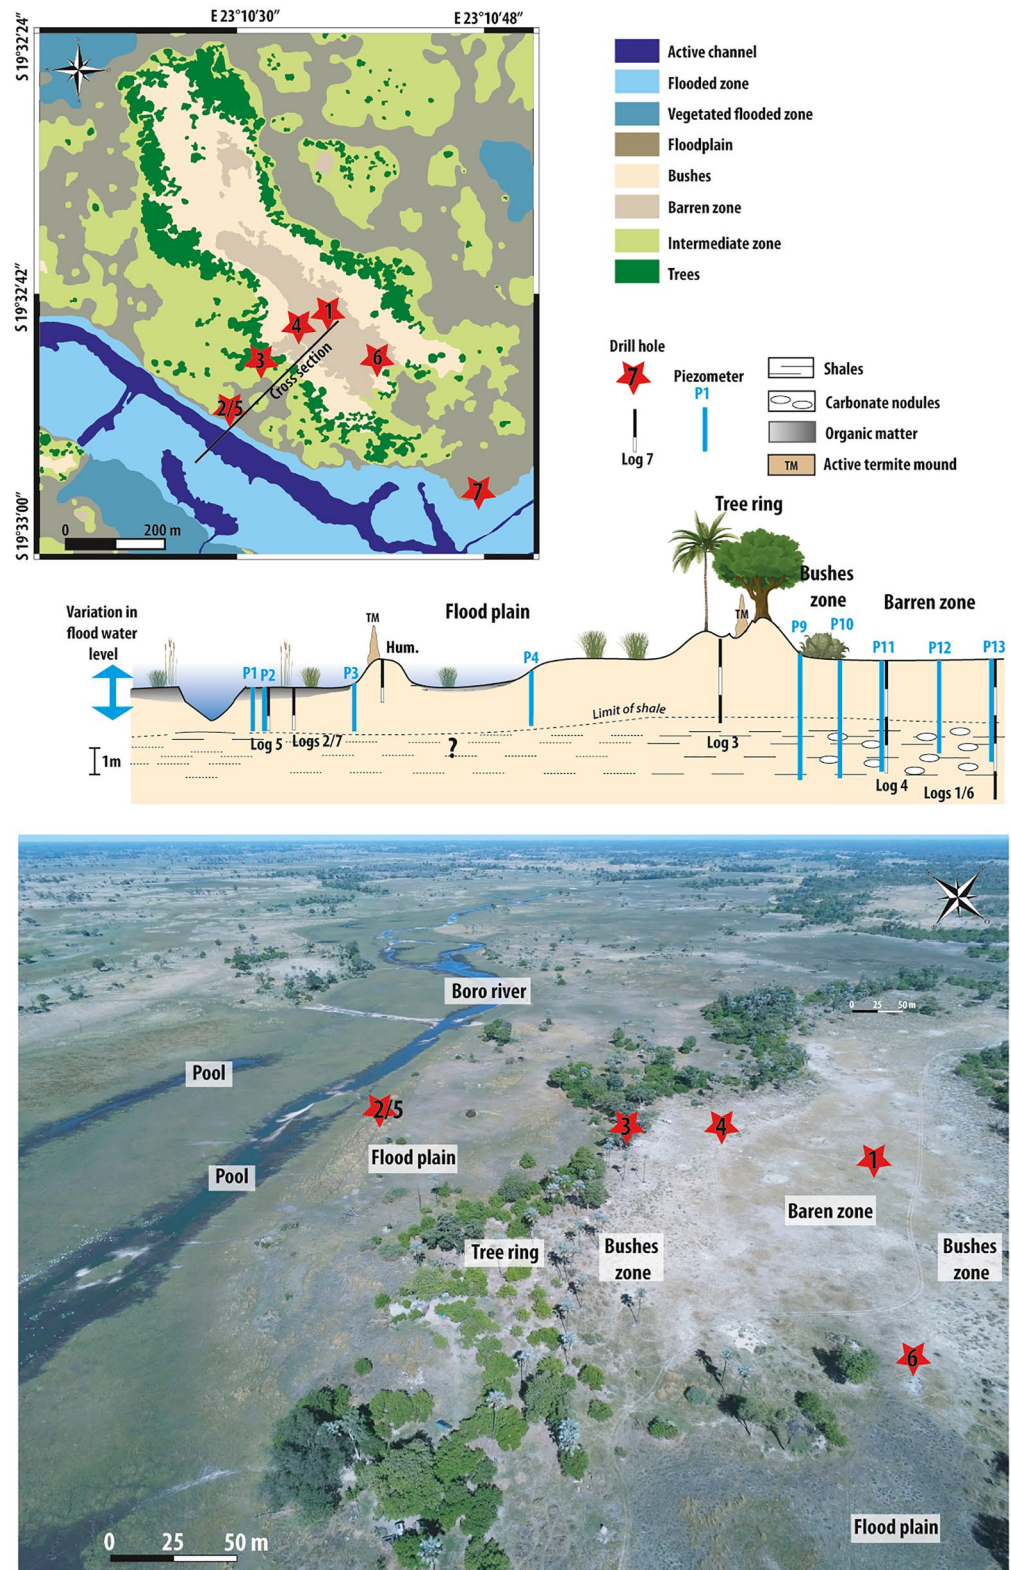 E 23°10′30″
E 23°10′48″
S 19°32′24″
S 19°32′42″
S 19°33′00″
1
4
3
6
Cross section
2/5
7
0 200 m
Active channel
Flooded zone
Vegetated flooded zone
Floodplain
Bushes
Barren zone
Intermediate zone
Trees
Drill hole
7
Log 7
Piezometer
P1
Shales
Carbonate nodules
Organic matter
TM
Active termite mound
Tree ring
Variation in
flood water
level
Flood plain
Bushes
zone
Barren zone
TM
Hum.
TM
P1 P2
P3
P4
P9
P10
P11
P12
P13
Limit of shale
1m
Log 5
Logs 2/7
?
Log 3
Log 4
Logs 1/6
Boro river
0 25 50 m
Pool
2/5
3
4
1
Flood plain
Pool
Baren zone
Tree ring
Bushes
zone
Bushes
zone
6
Flood plain
0 25 50 m